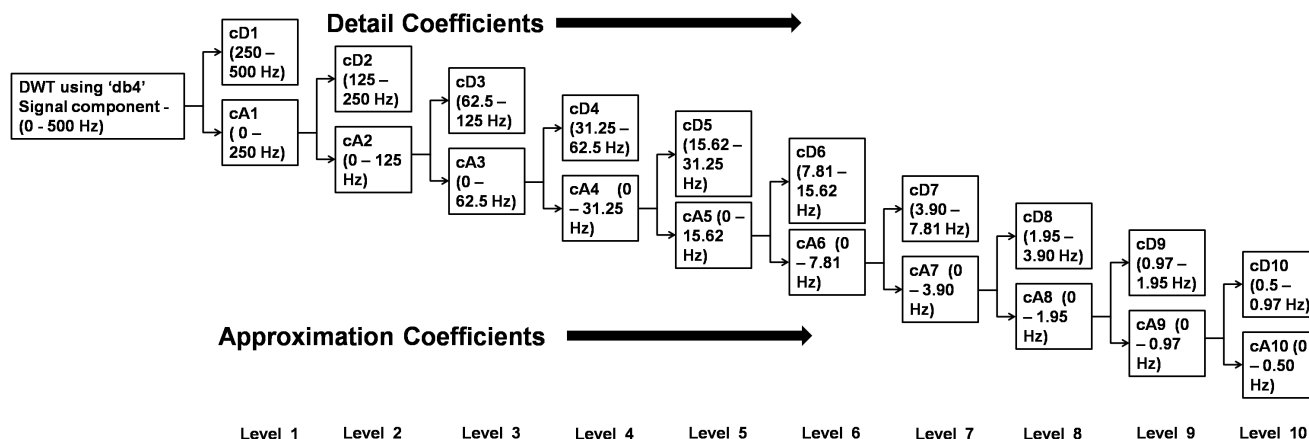 Detail Coefficients
DWT using ‘db4’
Signal component -
(0 - 500 Hz)
cD1
(250 –
500 Hz)
cA1
( 0 –
250 Hz)
cD2
(125 –
250 Hz)
cA2
(0 – 125
Hz)
cD3
(62.5 –
125 Hz)
cA3
(0 –
62.5 Hz)
cD4
(31.25 –
62.5 Hz)
cA4 (0
– 31.25
Hz)
cD5
(15.62 –
31.25
Hz)
cA5 (0 –
15.62
Hz)
cD6
(7.81 –
15.62
Hz)
cA6 (0
– 7.81
Hz)
cD7
(3.90 –
7.81 Hz)
cA7 (0
– 3.90
Hz)
cD8
(1.95 –
3.90 Hz)
cA8 (0
– 1.95
Hz)
cD9
(0.97 –
1.95 Hz)
cA9 (0
– 0.97
Hz)
cD10
(0.5 –
0.97 Hz)
cA10 (0
– 0.50
Hz)
Approximation Coefficients
Level 1 Level 2 Level 3 Level 4 Level 5 Level 6 Level 7 Level 8 Level 9 Level 10